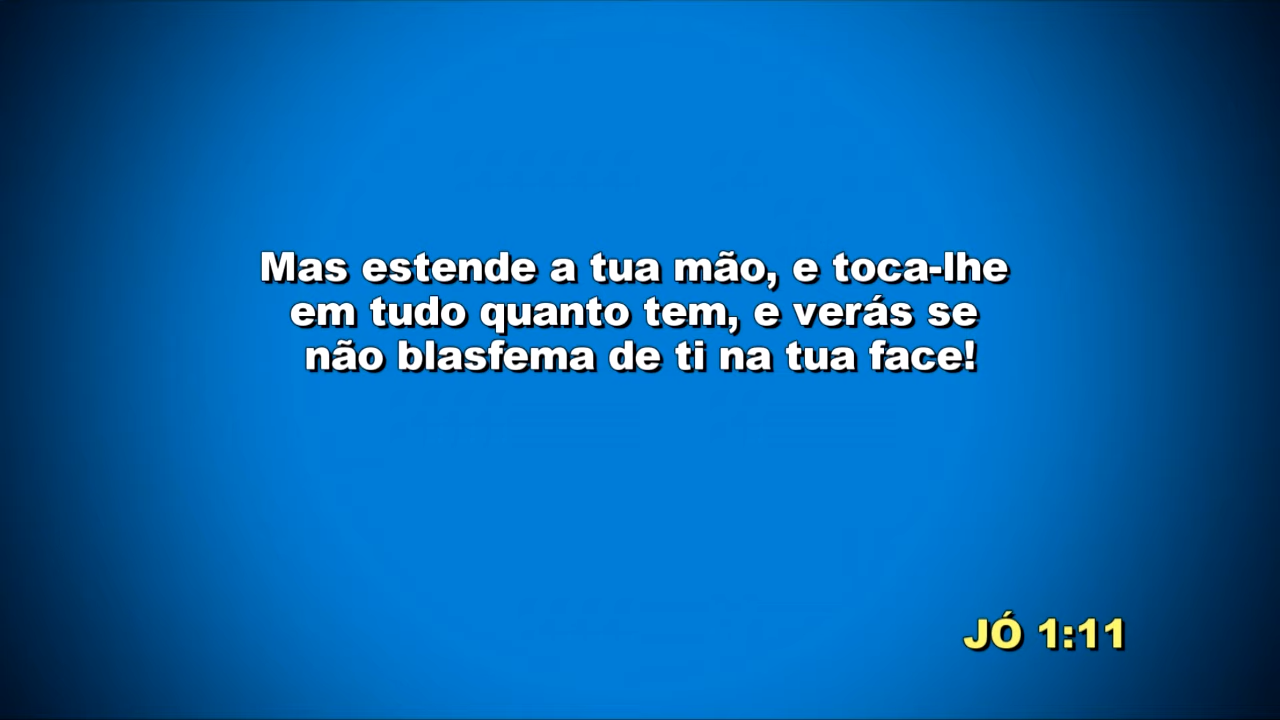 Mas estende a tua mão, e toca-lhe
em tudo quanto tem, e verás se
não blasfema de ti na tua face!
JÓ 1:11